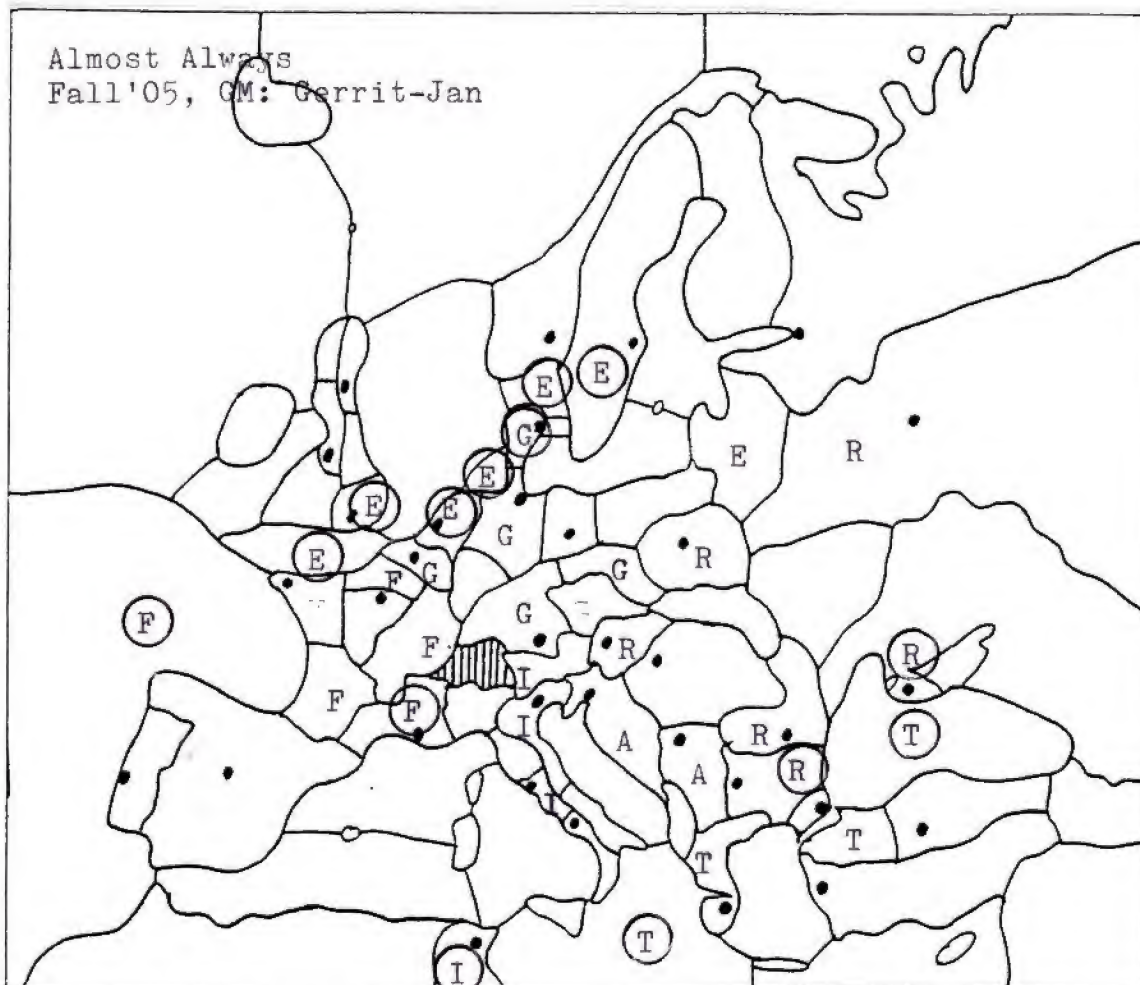 Almost Always
Fall'05, GM: Gerrit-Jan
E E
G
E R
E
E E
G
E R
F G G
G
F
F R R
I
F F
I A R T
A R
I
T T
T
I